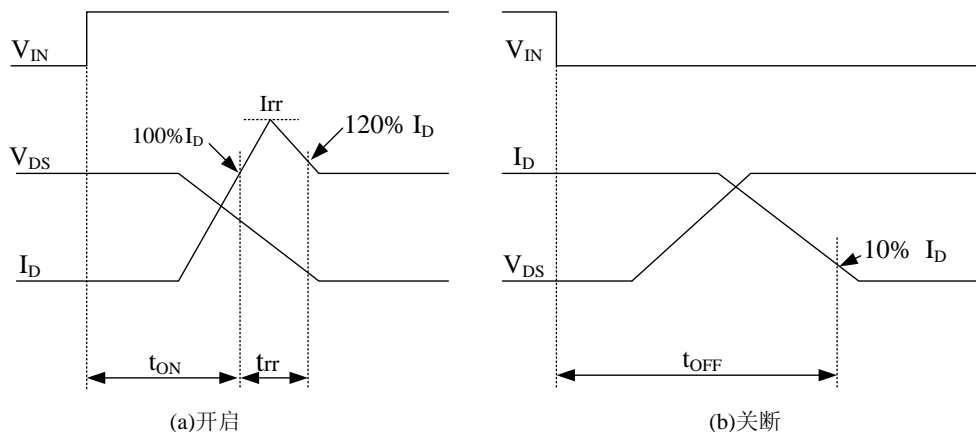 V_IN
Irr
100%I_D
120% I_D
V_DS
I_D
t_ON
trr
(a)开启
V_IN
I_D
V_DS
10% I_D
t_OFF
(b)关断